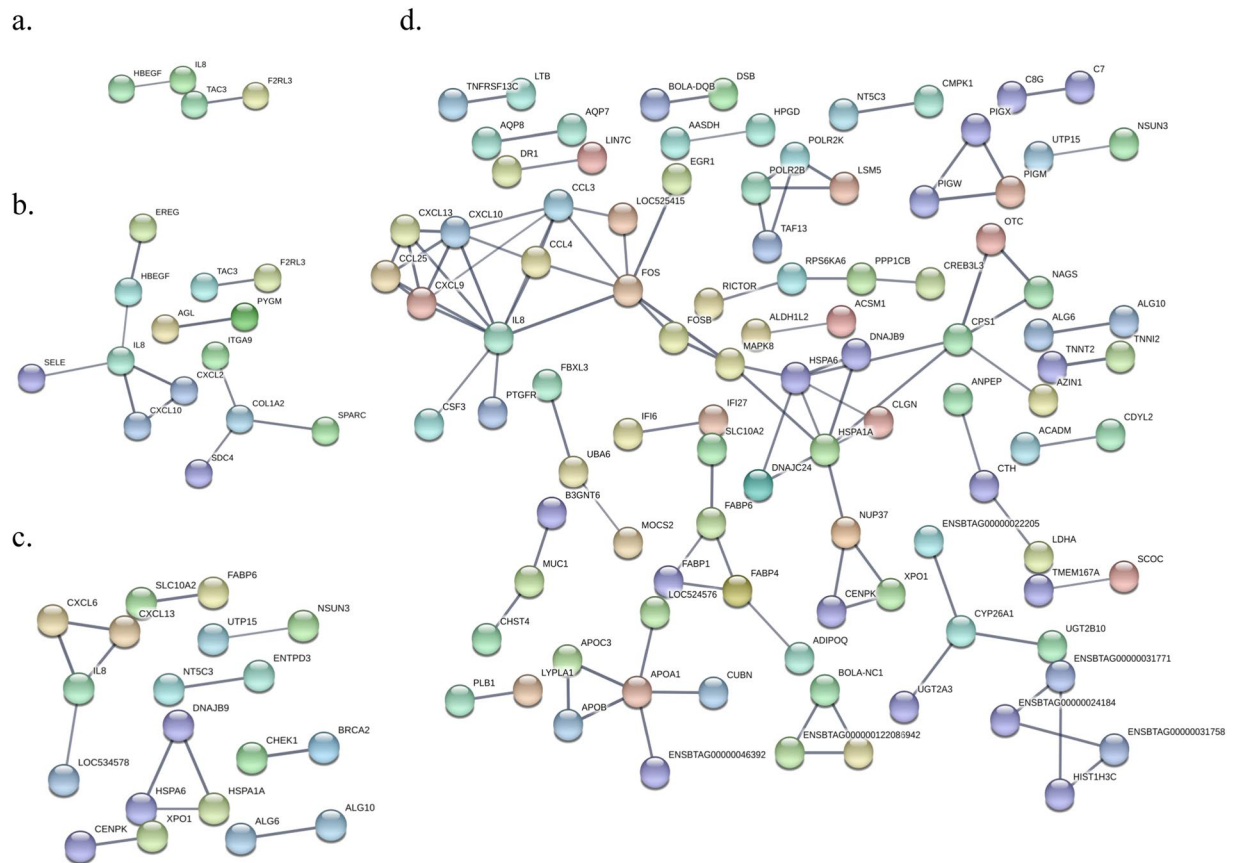 a.
HBEGF
IL8
TAC3
F2RL3
b.
EREG
HBEGF
TAC3
F2RL3
AGL
PYGM
ITGA9
SELE
IL8
CXCL2
CXCL10
COL1A2
SPARC
SDC4
c.
SLC10A2
FABP6
CXCL6
CXCL13
UTP15
NSUN3
IL8
NT5C3
ENTPD3
DNAJB9
CHEK1
BRCA2
LOC534578
HSPA6
HSPA1A
CENPK
XPO1
ALG6
ALG10
d.
TNFRSF13C
LTB
BOLA-DQB
DSB
NT5C3
CMPK1
C8G
C7
AQP8
AQP7
AASDH
HPGD
PIGX
UTP15
NSUN3
DR1
LIN7C
EGR1
POLR2K
POLR2B
LSM5
PIGW
PIGM
TAF13
CCL3
LOC525415
CXCL13
CXCL10
CCL4
CCL25
CXCL9
FOS
OTC
RICTOR
RPS6KA6
PPP1CB
CREB3L3
NAGS
IL8
FOSB
ALDH1L2
ACSM1
CPS1
ALG6
ALG10
MAPK8
DNAJB9
HSPA6
TNNT2
TNNI2
AZIN1
CSF3
PTGFR
FBXL3
IFI6
IFI27
CLGN
ANPEP
SLC10A2
HSPA1A
ACADM
CDYL2
UBA6
DNAJC24
CTH
B3GNT6
MOCS2
FABP6
NUP37
ENSBTAG00000022205
LDHA
MUC1
FABP1
FABP4
CENPK
XPO1
TMEM167A
SCOC
CHST4
LOC524576
ADIPOQ
CYP26A1
UGT2B10
APOC3
LYPLA1
APOA1
CUBN
BOLA-NC1
ENSBTAG00000031771
PLB1
APOB
UGT2A3
ENSBTAG00000024184
ENSBTAG00000046392
ENSBTAG00000031758
HIST1H3C